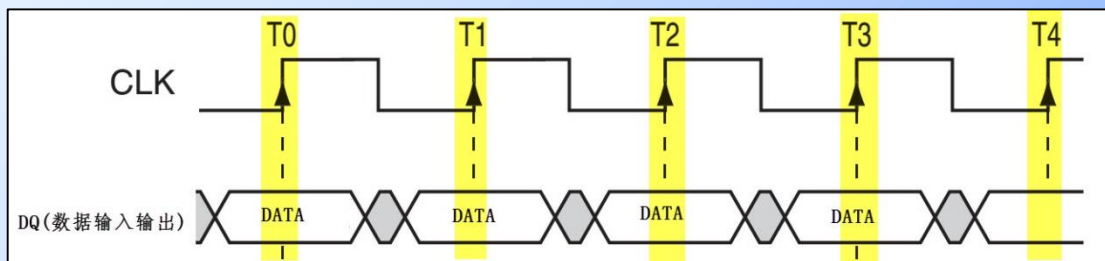 T0 T1 T2 T3 T4
CLK
DQ(数据输入输出) DATA DATA DATA DATA